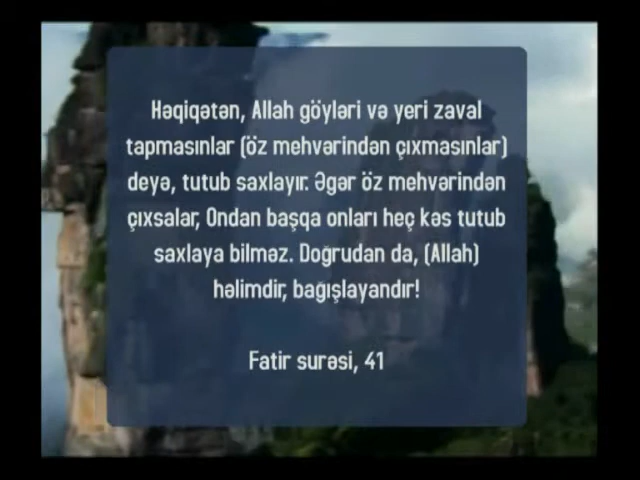 Həqiqətən, Allah göyləri və yeri zaval
tapmasınlar (öz mehvərindən çıxmasınlar)
deyə, tutub saxlayır. Əgər öz mehvərindən
çıxsalar, Ondan başqa onları heç kəs tutub
saxlaya bilməz. Doğrudan da, (Allah)
həlimdir, bağışlayandır!
Fatir surəsi, 41